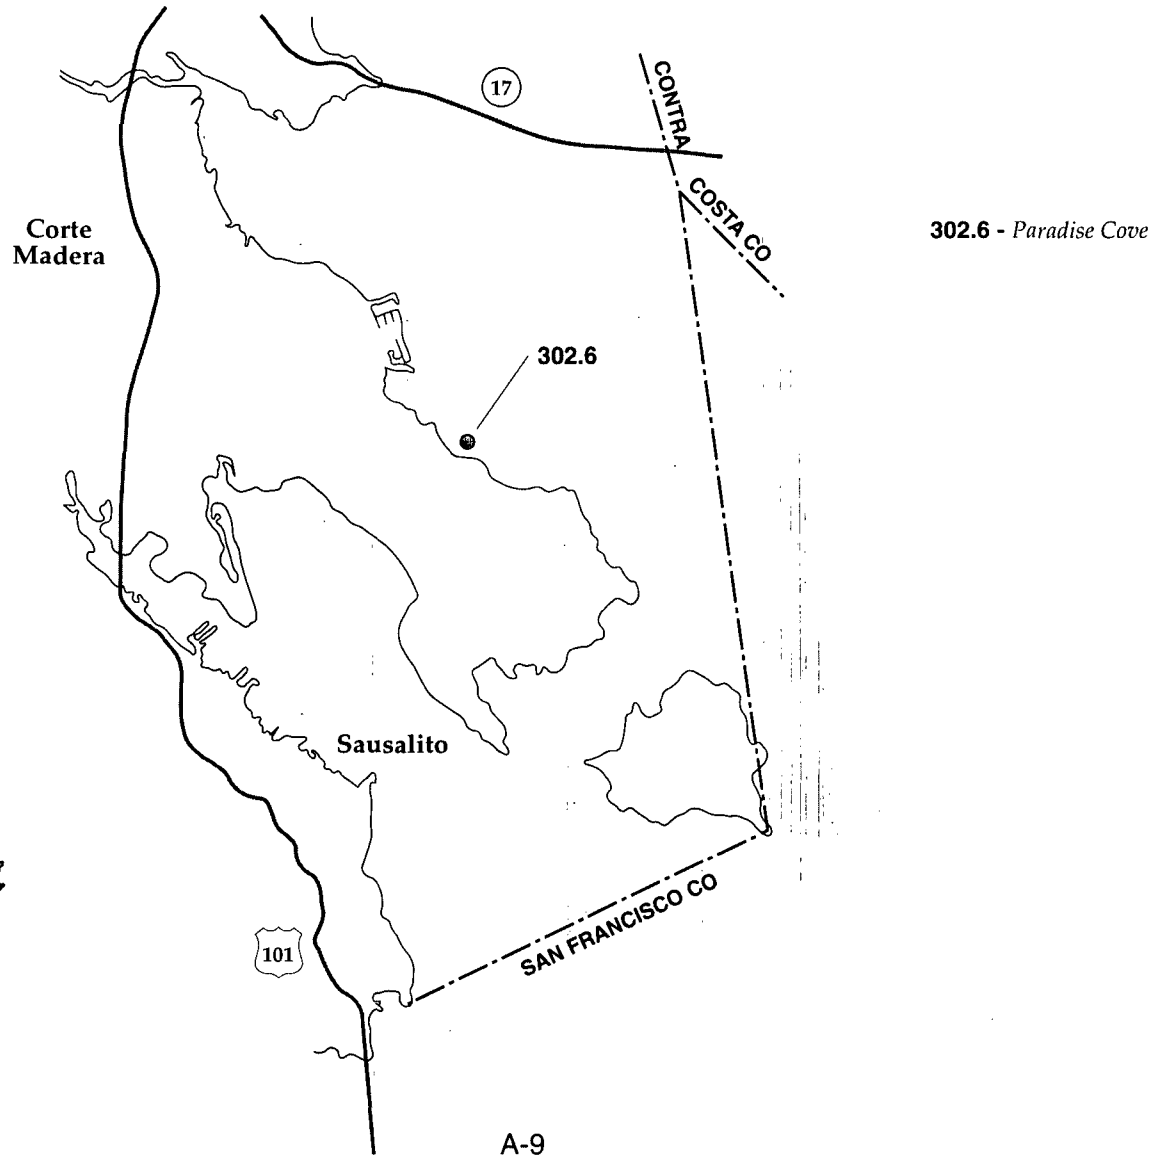 17
CONTRA
COSTA CO
Corte
Madera
302.6 - Paradise Cove
302.6
Sausalito
SAN FRANCISCO CO
101
A-9